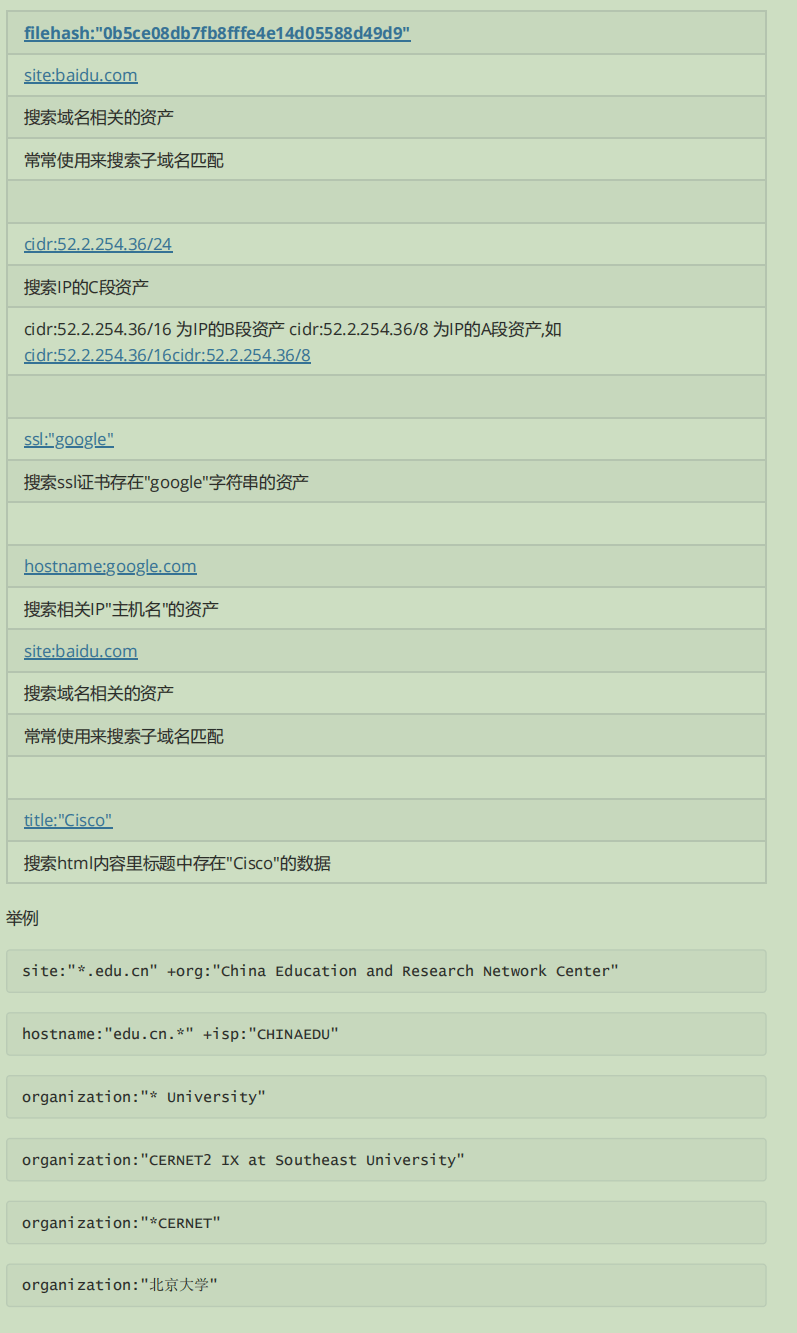 filehash:"0b5ce08db7fb8fffe4e14d05588d49d9"
site:baidu.com
搜索域名相关的资产
常常使用来搜索子域名匹配
cidr:52.2.254.36/24
搜索IP的C段资产
cidr:52.2.254.36/16 为IP的B段资产 cidr:52.2.254.36/8 为IP的A段资产,如
cidr:52.2.254.36/16cidr:52.2.254.36/8
ssl:"google"
搜索ssl证书存在"google"字符串的资产
hostname:google.com
搜索相关IP"主机名"的资产
site:baidu.com
搜索域名相关的资产
常常使用来搜索子域名匹配
title:"Cisco"
搜索html内容里标题中存在"Cisco"的数据
举例
site:"*.edu.cn" +org:"China Education and Research Network Center"
hostname:"edu.cn.*" +isp:"CHINAEDU"
organization:"* University"
organization:"CERNET2 IX at Southeast University"
organization:"*CERNET"
organization:"北京大学"